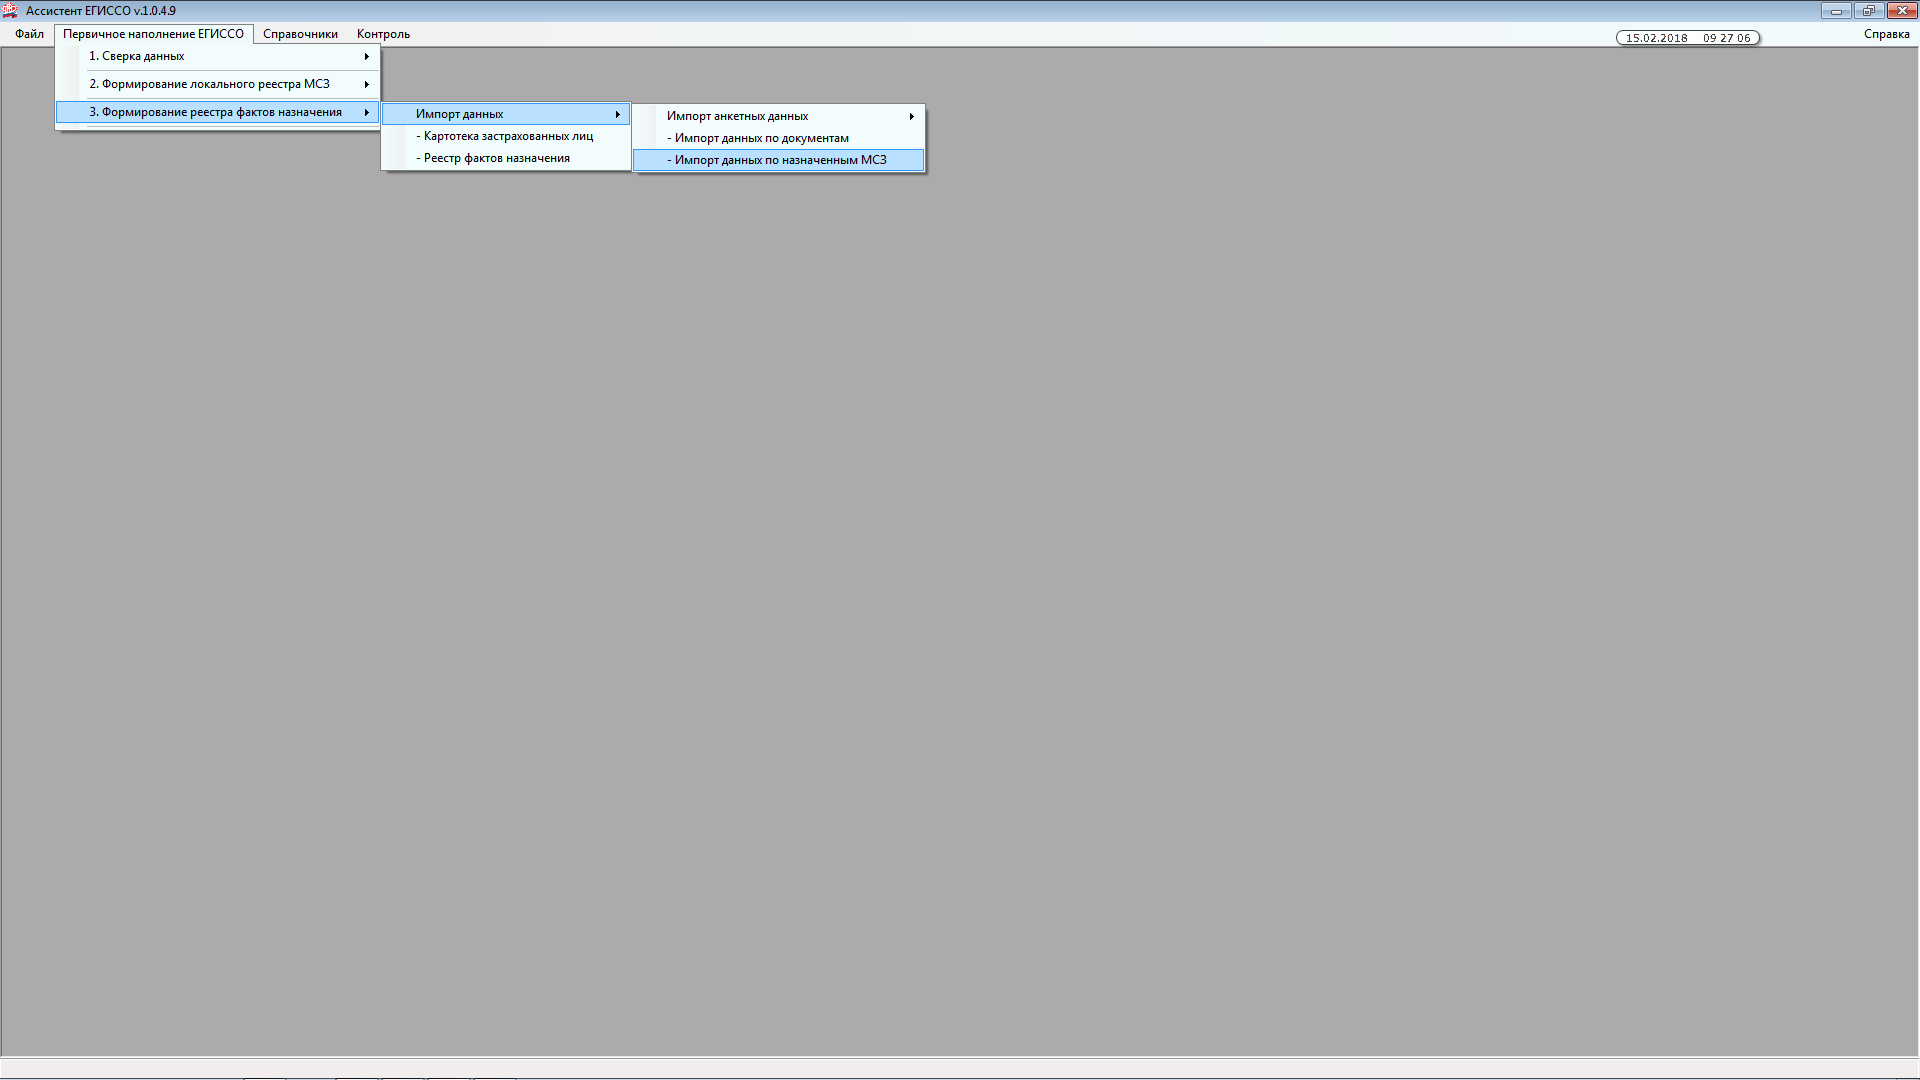 Ассистент ЕГИССО v.1.0.4.9
Файл Первичное наполнение ЕГИССО Справочники Контроль 15.02.2018 09 27 06 Справка
1. Сверка данных
2. Формирование локального реестра МСЗ
3. Формирование реестра фактов назначения
Импорт данных
- Картотека застрахованных лиц
- Реестр фактов назначения
Импорт анкетных данных
- Импорт данных по документам
- Импорт данных по назначенным МСЗ